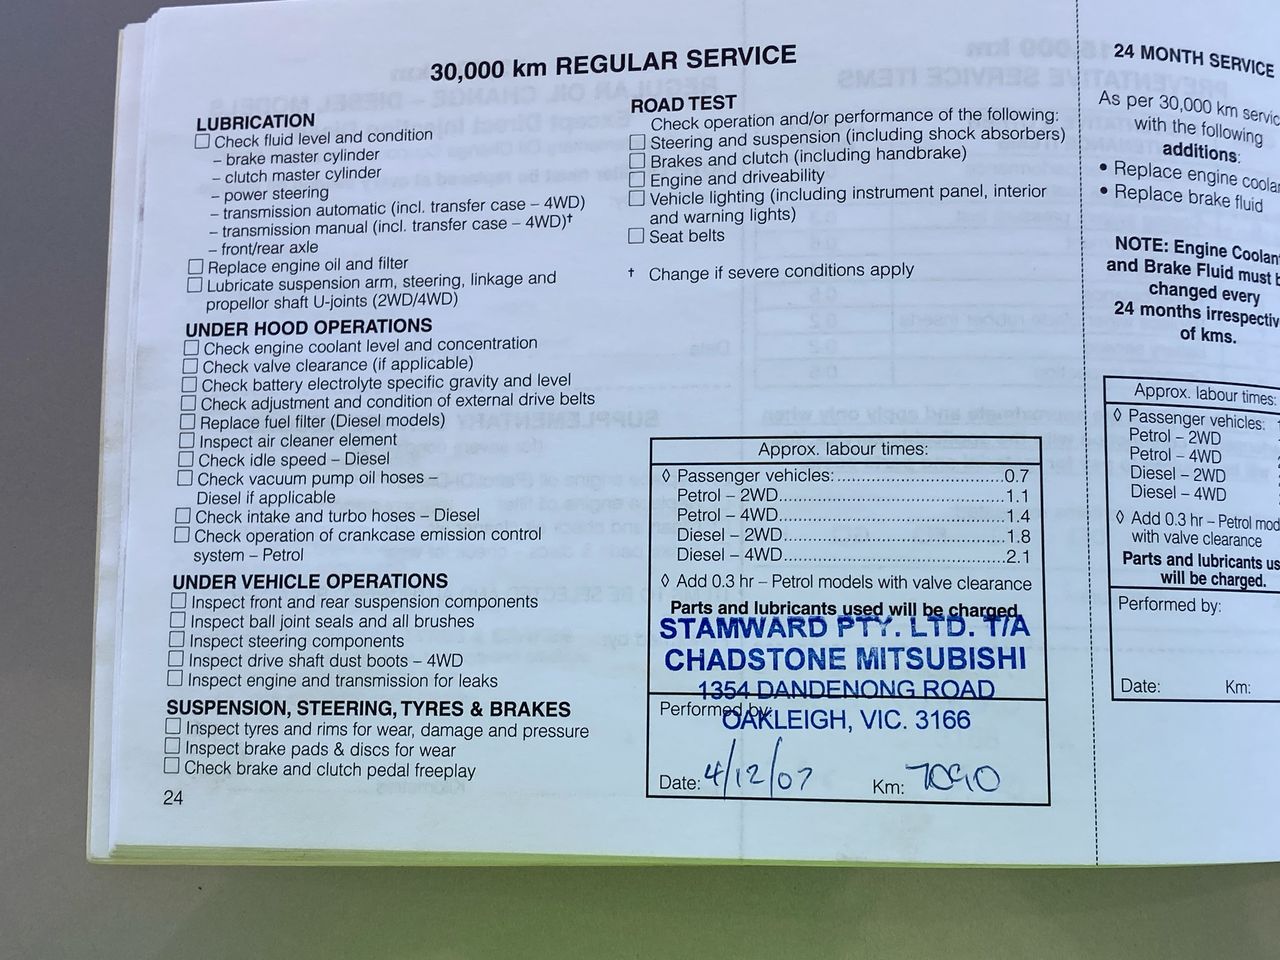 30,000 km REGULAR SERVICE
LUBRICATION
Check fluid level and condition
– brake master cylinder
– clutch master cylinder
– power steering
– transmission automatic (incl. transfer case – 4WD)
– transmission manual (incl. transfer case – 4WD)†
– front/rear axle
Replace engine oil and filter
Lubricate suspension arm, steering, linkage and
propellor shaft U-joints (2WD/4WD)
UNDER HOOD OPERATIONS
Check engine coolant level and concentration
Check valve clearance (if applicable)
Check battery electrolyte specific gravity and level
Check adjustment and condition of external drive belts
Replace fuel filter (Diesel models)
Inspect air cleaner element
Check idle speed – Diesel
Check vacuum pump oil hoses –
Diesel if applicable
Check intake and turbo hoses – Diesel
Check operation of crankcase emission control
system – Petrol
UNDER VEHICLE OPERATIONS
Inspect front and rear suspension components
Inspect ball joint seals and all brushes
Inspect steering components
Inspect drive shaft dust boots – 4WD
Inspect engine and transmission for leaks
SUSPENSION, STEERING, TYRES & BRAKES
Inspect tyres and rims for wear, damage and pressure
Inspect brake pads & discs for wear
Check brake and clutch pedal freeplay
24
ROAD TEST
Check operation and/or performance of the following:
Steering and suspension (including shock absorbers)
Brakes and clutch (including handbrake)
Engine and driveability
Vehicle lighting (including instrument panel, interior
and warning lights)
Seat belts
† Change if severe conditions apply
Approx. labour times:
◊ Passenger vehicles:....................................0.7
Petrol – 2WD...............................................1.1
Petrol – 4WD...............................................1.4
Diesel – 2WD..............................................1.8
Diesel – 4WD..............................................2.1
◊ Add 0.3 hr – Petrol models with valve clearance
Parts and lubricants used will be charged.
STAMWARD PTY. LTD. T/A
CHADSTONE MITSUBISHI
1354 DANDENONG ROAD
Performed by:
OAKLEIGH, VIC. 3166
Date: 4/12/07 Km: 7090
24 MONTH SERVICE
As per 30,000 km
with the following
additions:
• Replace engine
• Replace brake fluid
NOTE: Engine
and Brake Fluid must
changed every
24 months
of kms.
Approx. labour times:
◊ Passenger vehicles:
Petrol – 2WD
Petrol – 4WD
Diesel – 2WD
Diesel – 4WD
◊ Add 0.3 hr – Petrol
with valve clearance
Parts and lubricants
will be charged.
Performed by:
Date: Km: